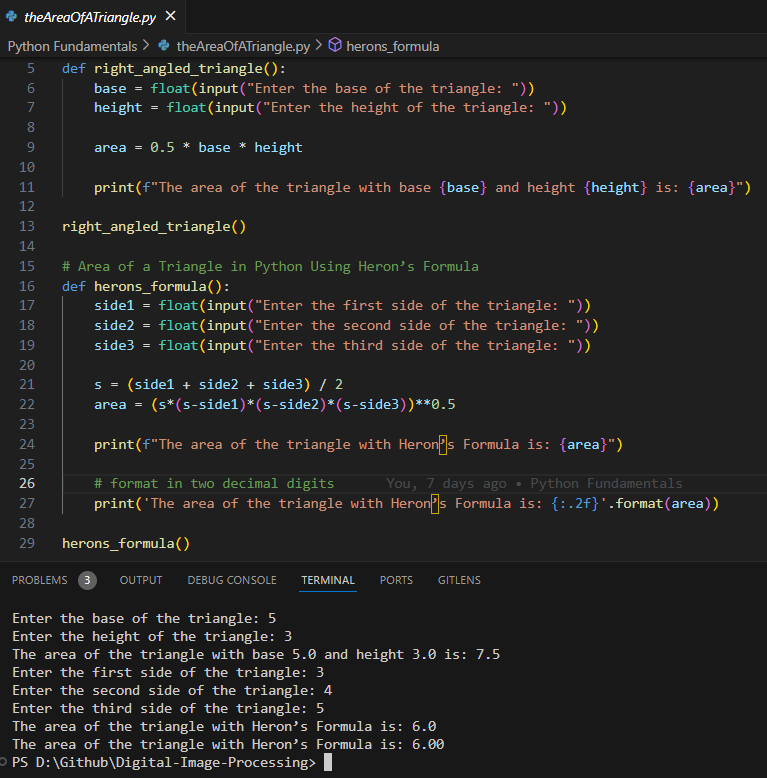 theAreaOfATriangle.py ✕
Python Fundamentals > theAreaOfATriangle.py > herons_formula
5 def right_angled_triangle():
6     base = float(input("Enter the base of the triangle: "))
7     height = float(input("Enter the height of the triangle: "))
8
9     area = 0.5 * base * height
10
11     print(f"The area of the triangle with base {base} and height {height} is: {area}")
12
13 right_angled_triangle()
14
15 # Area of a Triangle in Python Using Heron’s Formula
16 def herons_formula():
17     side1 = float(input("Enter the first side of the triangle: "))
18     side2 = float(input("Enter the second side of the triangle: "))
19     side3 = float(input("Enter the third side of the triangle: "))
20
21     s = (side1 + side2 + side3) / 2
22     area = (s*(s-side1)*(s-side2)*(s-side3))**0.5
23
24     print(f"The area of the triangle with Heron’s Formula is: {area}")
25
26     # format in two decimal digits You, 7 days ago • Python Fundamentals
27     print('The area of the triangle with Heron’s Formula is: {:.2f}'.format(area))
28
29 herons_formula()
PROBLEMS 3 OUTPUT DEBUG CONSOLE TERMINAL PORTS GITLENS
Enter the base of the triangle: 5
Enter the height of the triangle: 3
The area of the triangle with base 5.0 and height 3.0 is: 7.5
Enter the first side of the triangle: 3
Enter the second side of the triangle: 4
Enter the third side of the triangle: 5
The area of the triangle with Heron’s Formula is: 6.0
The area of the triangle with Heron’s Formula is: 6.00
PS D:\Github\Digital-Image-Processing>